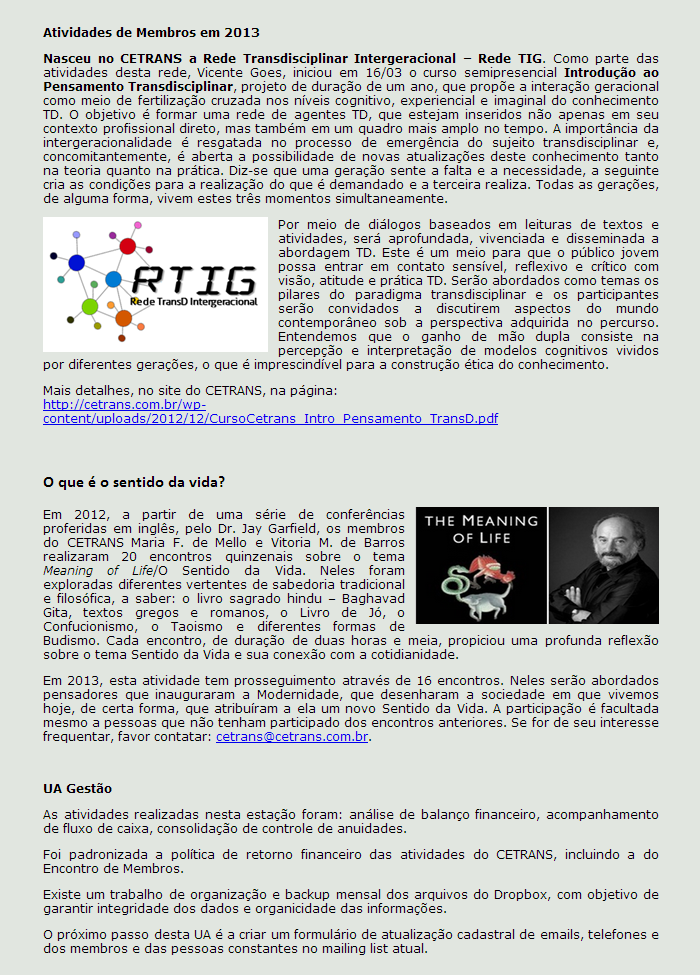 Atividades de Membros em 2013
Nasceu no CETRANS a Rede Transdisciplinar Intergeracional – Rede TIG. Como parte das
atividades desta rede, Vicente Goes, iniciou em 16/03 o curso semipresencial Introdução ao
Pensamento Transdisciplinar, projeto de duração de um ano, que propõe a interação geracional
como meio de fertilização cruzada nos níveis cognitivo, experiencial e imaginal do conhecimento
TD. O objetivo é formar uma rede de agentes TD, que estejam inseridos não apenas em seu
contexto profissional direto, mas também em um quadro mais amplo no tempo. A importância da
intergeracionalidade é resgatada no processo de emergência do sujeito transdisciplinar e,
concomitantemente, é aberta a possibilidade de novas atualizações deste conhecimento tanto
na teoria quanto na prática. Diz-se que uma geração sente a falta e a necessidade, a seguinte
cria as condições para a realização do que é demandado e a terceira realiza. Todas as gerações,
de alguma forma, vivem estes três momentos simultaneamente.
RTIG
Rede TransD Intergeracional
Por meio de diálogos baseados em leituras de textos e
atividades, será aprofundada, vivenciada e disseminada a
abordagem TD. Este é um meio para que o público jovem
possa entrar em contato sensível, reflexivo e crítico com
visão, atitude e prática TD. Serão abordados como temas os
pilares do paradigma transdisciplinar e os participantes
serão convidados a discutirem aspectos do mundo
contemporâneo sob a perspectiva adquirida no percurso.
Entendemos que o ganho de mão dupla consiste na
percepção e interpretação de modelos cognitivos vividos
por diferentes gerações, o que é imprescindível para a construção ética do conhecimento.
Mais detalhes, no site do CETRANS, na página:
http://cetrans.com.br/wp-
content/uploads/2012/12/CursoCetrans_Intro_Pensamento_TransD.pdf
O que é o sentido da vida?
Em 2012, a partir de uma série de conferências
proferidas em inglês, pelo Dr. Jay Garfield, os membros
do CETRANS Maria F. de Mello e Vitoria M. de Barros
realizaram 20 encontros quinzenais sobre o tema
Meaning of Life/O Sentido da Vida. Neles foram
exploradas diferentes vertentes de sabedoria tradicional
e filosófica, a saber: o livro sagrado hindu – Baghavad
Gita, textos gregos e romanos, o Livro de Jó, o
Confucionismo, o Taoismo e diferentes formas de
Budismo. Cada encontro, de duração de duas horas e meia, propiciou uma profunda reflexão
sobre o tema Sentido da Vida e sua conexão com a cotidianidade.
THE MEANING
OF LIFE
Em 2013, esta atividade tem prosseguimento através de 16 encontros. Neles serão abordados
pensadores que inauguraram a Modernidade, que desenharam a sociedade em que vivemos
hoje, de certa forma, que atribuíram a ela um novo Sentido da Vida. A participação é facultada
mesmo a pessoas que não tenham participado dos encontros anteriores. Se for de seu interesse
frequentar, favor contatar: cetrans@cetrans.com.br.
UA Gestão
As atividades realizadas nesta estação foram: análise de balanço financeiro, acompanhamento
de fluxo de caixa, consolidação de controle de anuidades.
Foi padronizada a política de retorno financeiro das atividades do CETRANS, incluindo a do
Encontro de Membros.
Existe um trabalho de organização e backup mensal dos arquivos do Dropbox, com objetivo de
garantir integridade dos dados e organicidade das informações.
O próximo passo desta UA é a criar um formulário de atualização cadastral de emails, telefones e
dos membros e das pessoas constantes no mailing list atual.